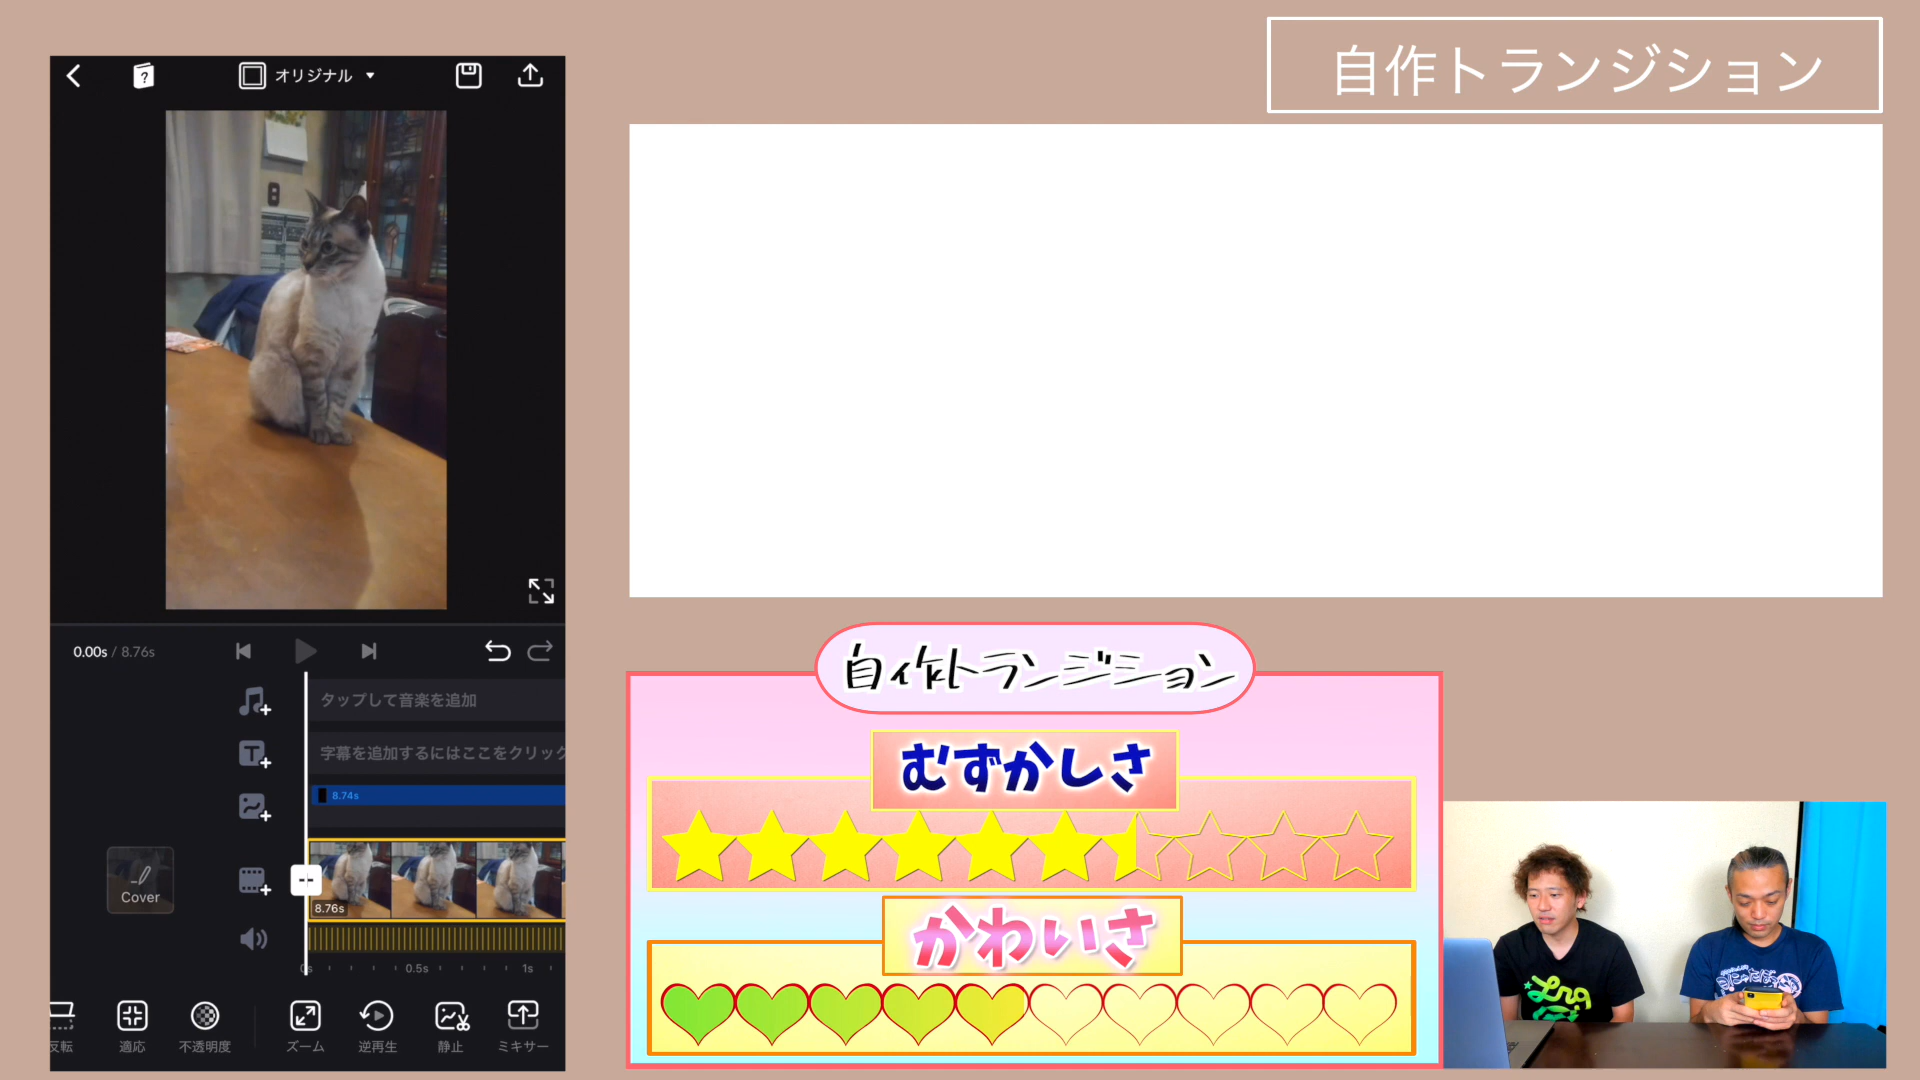 オリジナル
自作トランジション
0.00s / 8.76s
タップして音楽を追加
字幕を追加するにはここをクリック
8.74s
Cover
8.76s
0s 0.5s 1s
反転 適応 不透明度 ズーム 逆再生 静止 ミキサー
自作トランジション
むずかしさ
かわいさ
Lng